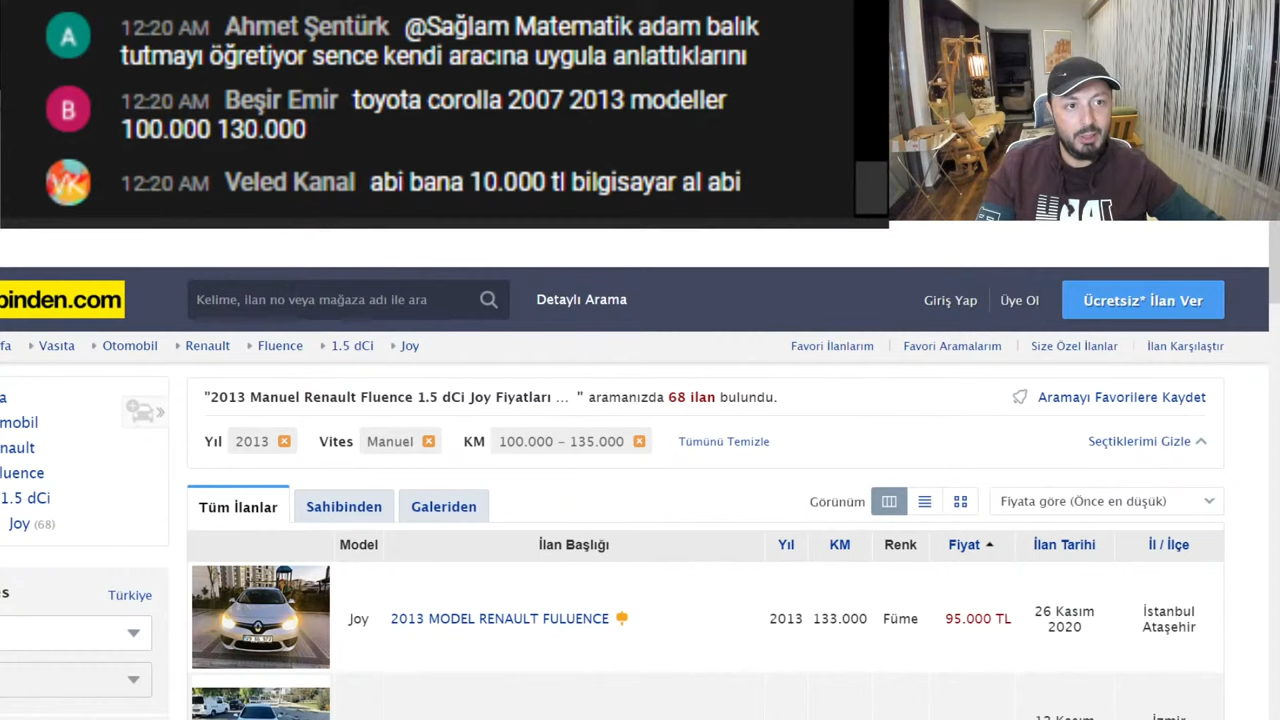 A 12:20 AM Ahmet Şentürk @Sağlam Matematik adam balık
tutmayı öğretiyor sence kendi aracına uygula anlattıklarını
B 12:20 AM Beşir Emir toyota corolla 2007 2013 modeller
100.000 130.000
VK 12:20 AM Veled Kanal abi bana 10.000 tl bilgisayar al abi
binden.com Kelime, ilan no veya mağaza adı ile ara Detaylı Arama Giriş Yap Üye Ol Ücretsiz* İlan Ver
fa Vasıta Otomobil Renault Fluence 1.5 dCi Joy Favori İlanlarım Favori Aramalarım Size Özel İlanlar İlan Karşılaştır
a
mobil
nault
luence
1.5 dCi
Joy (68)
"2013 Manuel Renault Fluence 1.5 dCi Joy Fiyatları ... " aramanızda 68 ilan bulundu. Aramayı Favorilere Kaydet
Yıl 2013 Vites Manuel KM 100.000 - 135.000 Tümünü Temizle Seçtiklerimi Gizle
Tüm İlanlar Sahibinden Galeriden Görünüm Fiyata göre (Önce en düşük)
Model İlan Başlığı Yıl KM Renk Fiyat İlan Tarihi İl / İlçe
s Türkiye
Joy 2013 MODEL RENAULT FULUENCE 2013 133.000 Füme 95.000 TL 26 Kasım İstanbul
2020 Ataşehir